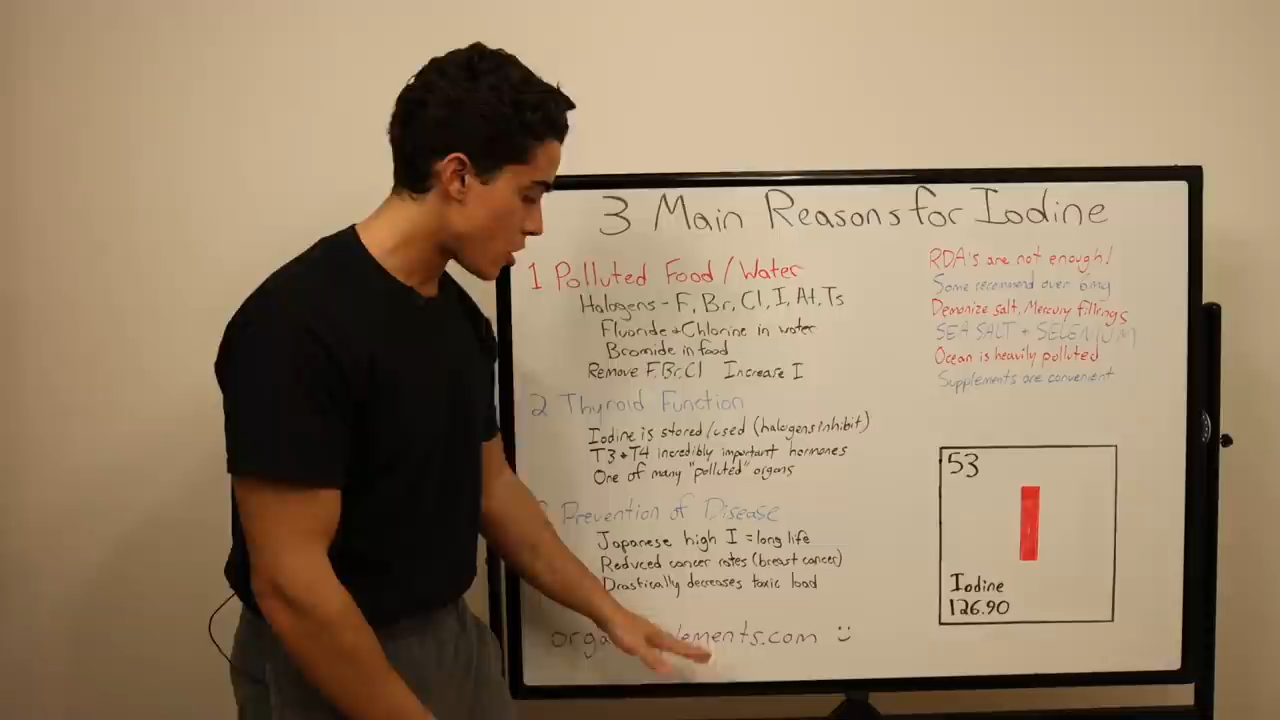 3 Main Reasons for Iodine
1 Polluted Food/Water
Halogens - F, Br, Cl, I, At, Ts
Fluoride + Chlorine in water
Bromide in food
Remove F, Br, Cl Increase I
2 Thyroid Function
Iodine is stored/used (halogens inhibit)
T3 + T4 incredibly important hormones
One of many "polluted" organs
Prevention of Disease
Japanese high I = long life
Reduced cancer rates (breast cancer)
Drastically decreases toxic load
:)
RDA's are not enough!
Some recommend over 6mg
Demonize salt, Mercury fillings
SEA SALT + SELENIUM
Ocean is heavily polluted
Supplements are convenient
53
I
Iodine
126.90